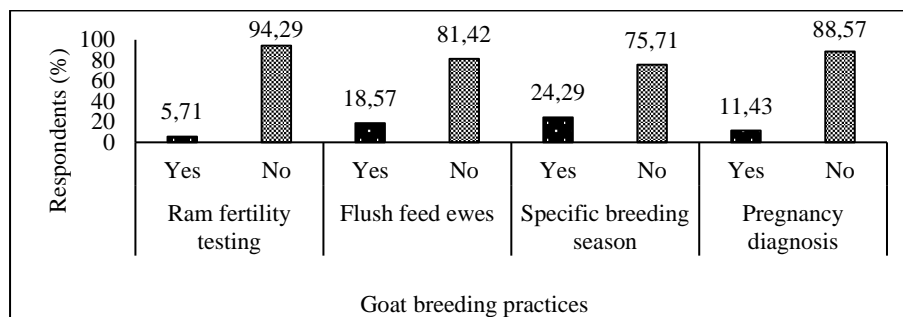 94,29
88,57
81,42
75,71
100
80
60
40
20
0
5,71
18,57
24,29
11,43
Respondents (%)
Yes No Yes No Yes No Yes No
Ram fertility testing
Flush feed ewes
Specific breeding season
Pregnancy diagnosis
Goat breeding practices